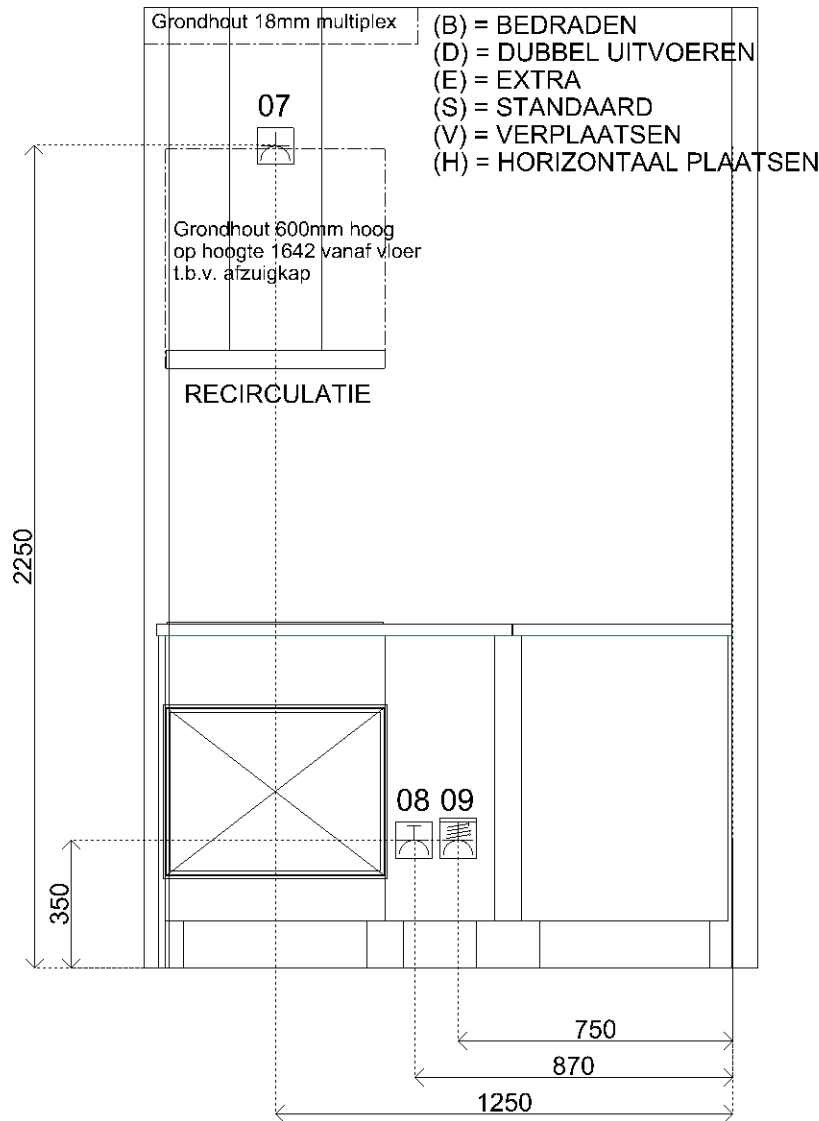 Grondhout 18mm multiplex
(B) = BEDRADEN
(D) = DUBBEL UITVOEREN
(E) = EXTRA
(S) = STANDAARD
(V) = VERPLAATSEN
(H) = HORIZONTAAL PLAATSEN
07
Grondhout 600mm hoog
op hoogte 1642 vanaf vloer
t.b.v. afzuigkap
RECIRCULATIE
2250
08 09
350
750
870
1250